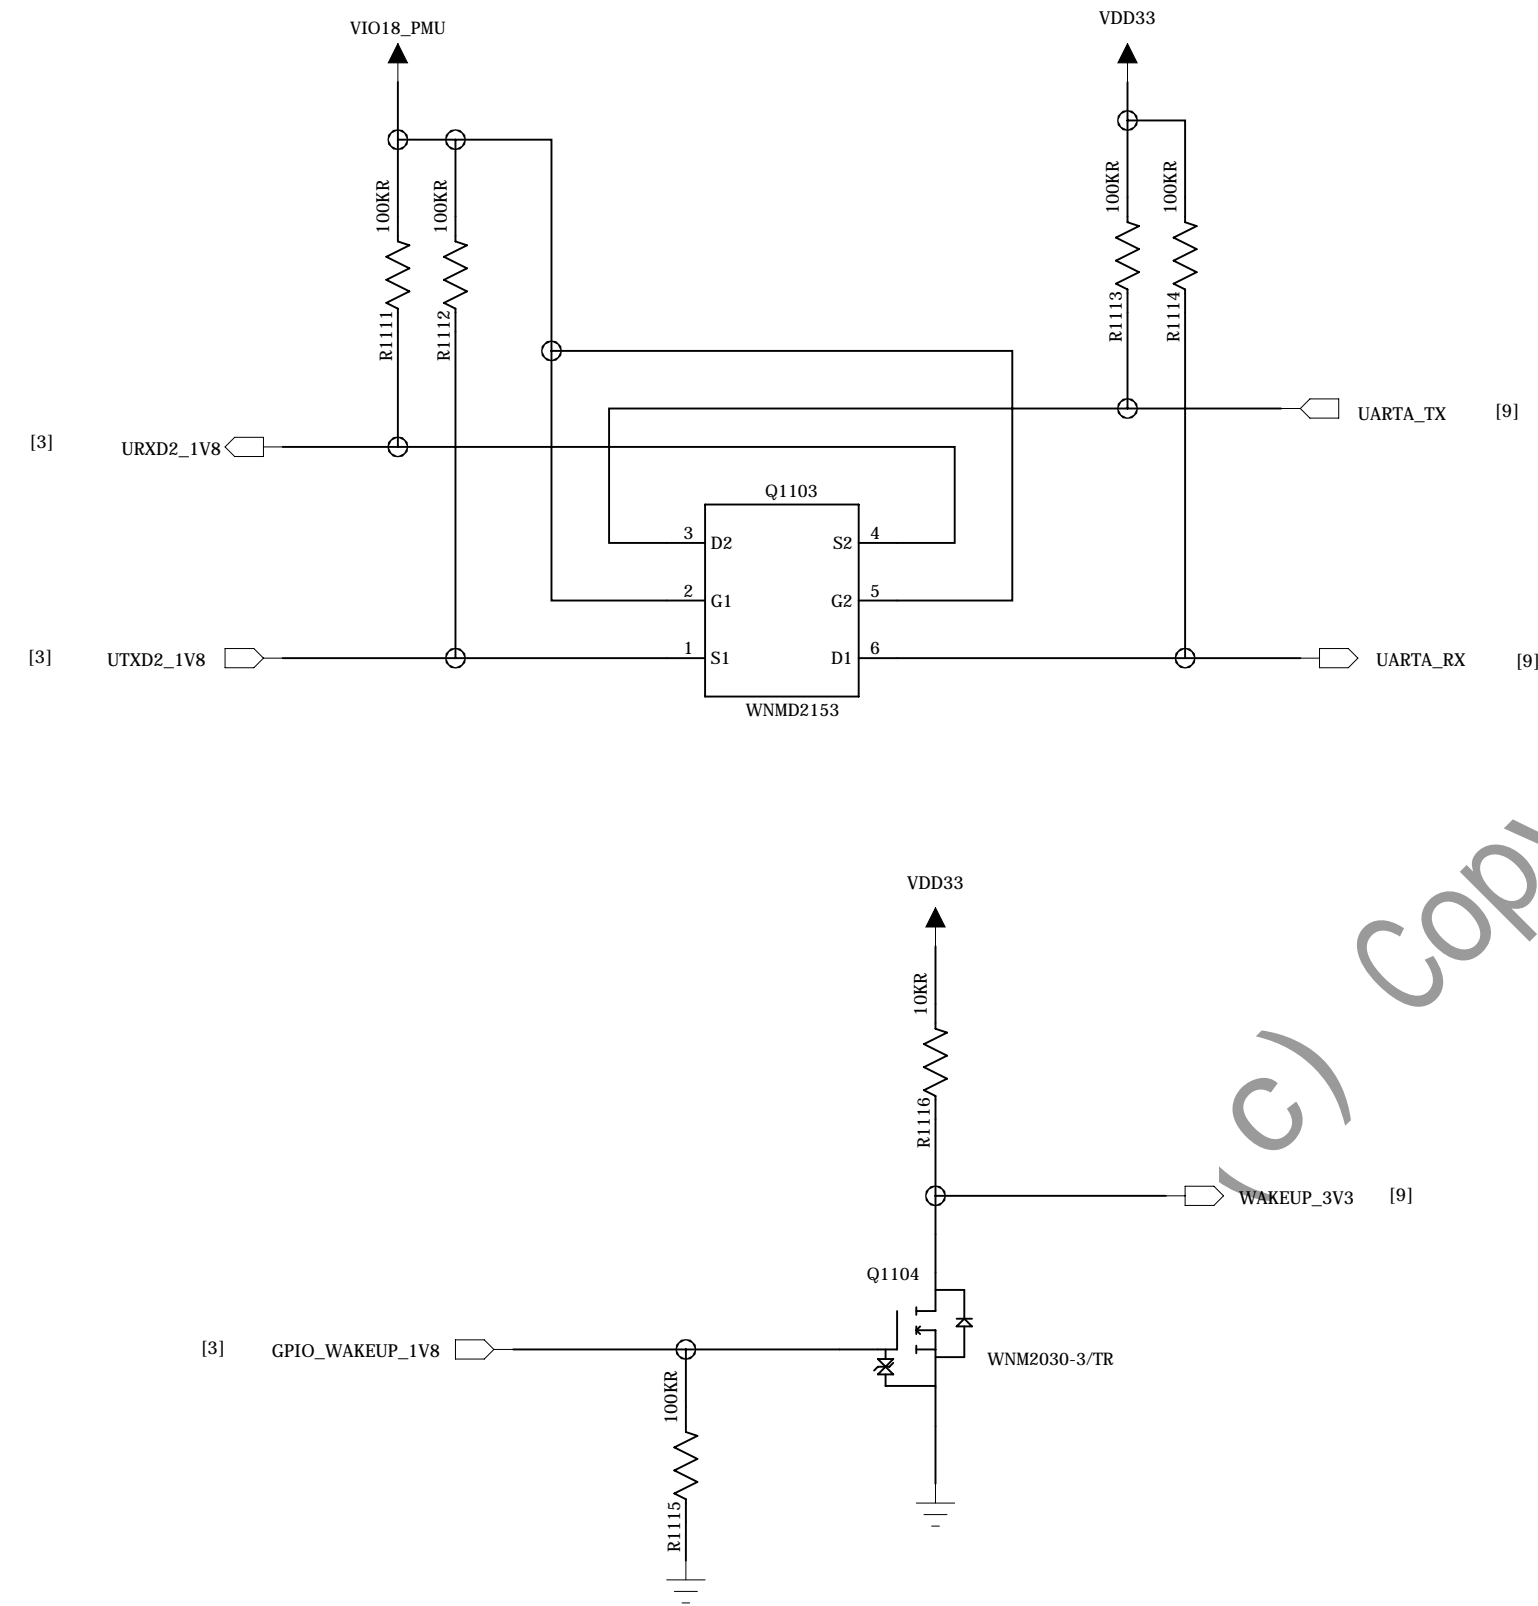 VIO18_PMU
VDD33
100KR
100KR
100KR
100KR
R1111
R1112
R1113
R1114
UARTA_TX [9]
[3] URXD2_1V8
Q1103
3 D2 S2 4
2 G1 G2 5
1 S1 D1 6
[3] UTXD2_1V8
UARTA_RX [9]
WNMD2153
VDD33
10KR
R1116
WAKEUP_3V3 [9]
Q1104
[3] GPIO_WAKEUP_1V8
WNM2030-3/TR
100KR
R1115
c) Copy